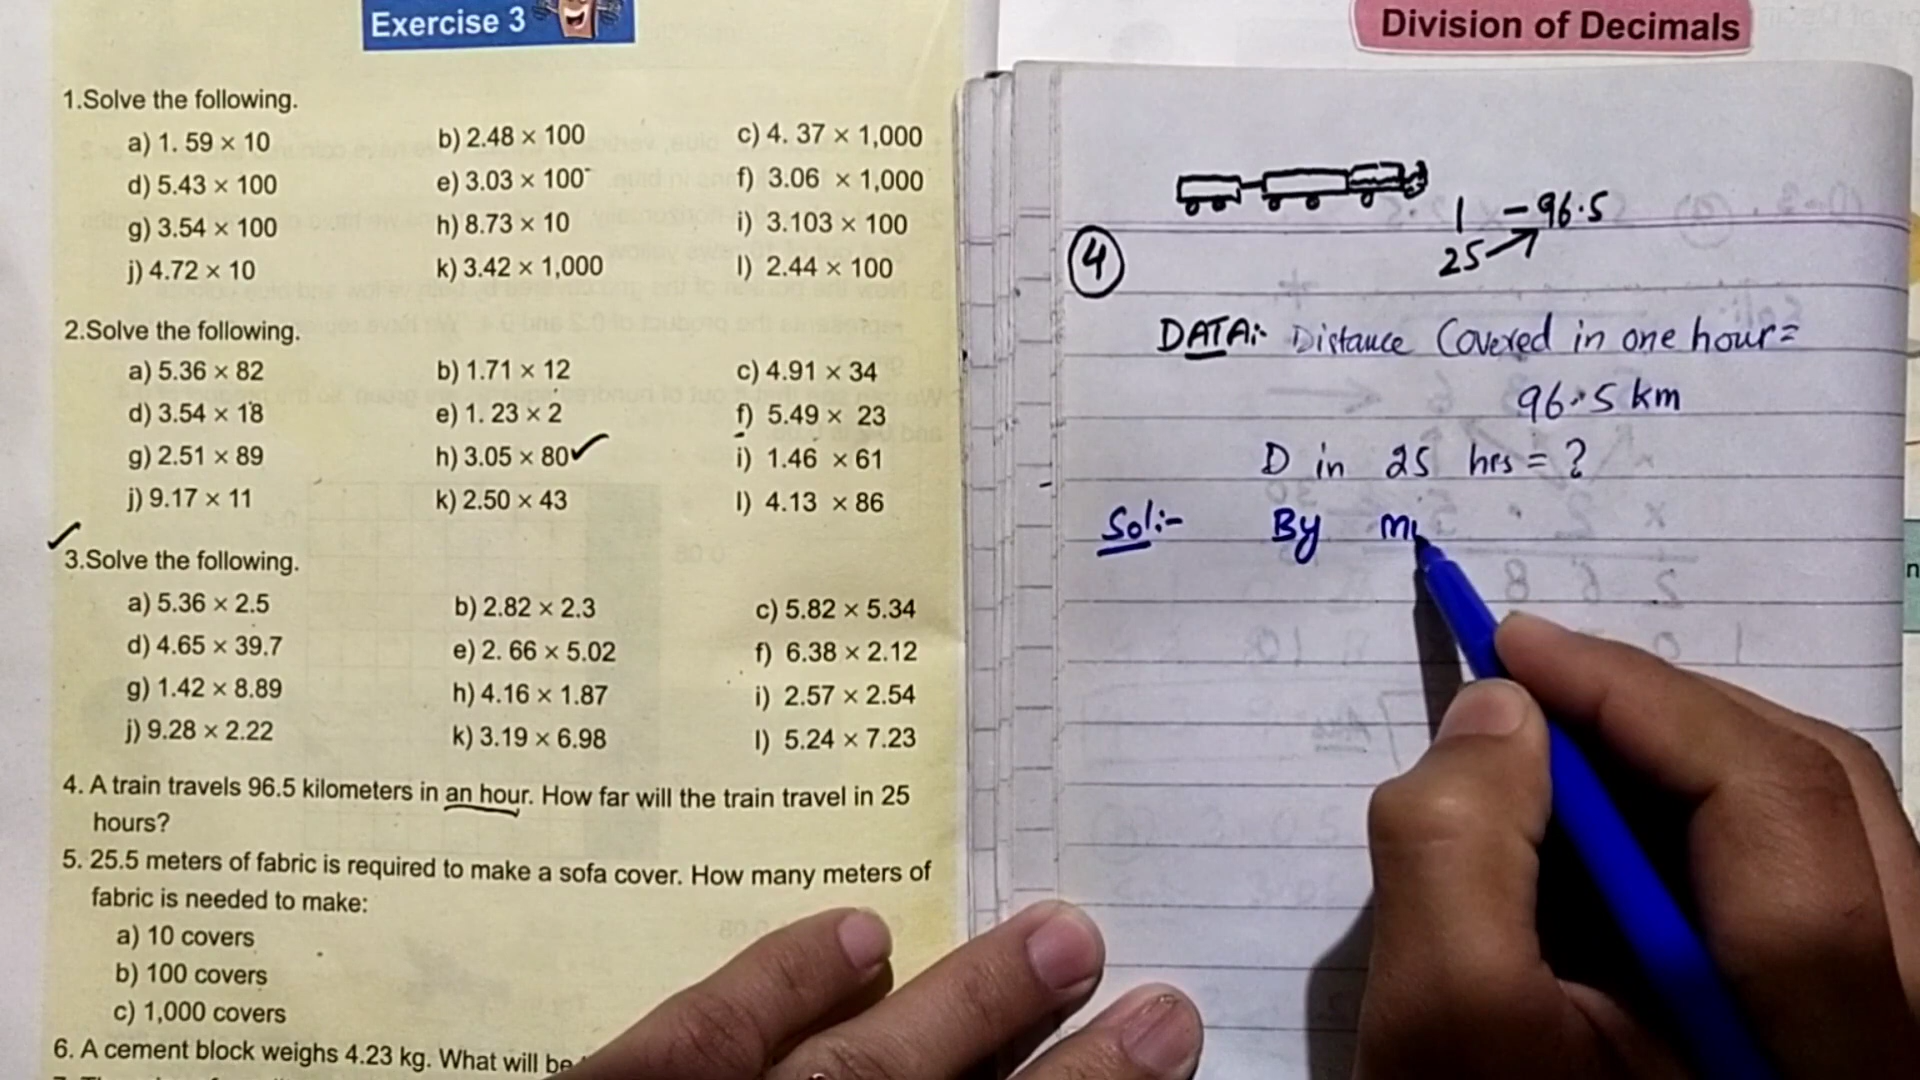 Exercise 3
1.Solve the following.
a) 1. 59 × 10 b) 2.48 × 100 c) 4. 37 × 1,000
d) 5.43 × 100 e) 3.03 × 100 f) 3.06 × 1,000
g) 3.54 × 100 h) 8.73 × 10 i) 3.103 × 100
j) 4.72 × 10 k) 3.42 × 1,000 l) 2.44 × 100
2.Solve the following.
a) 5.36 × 82 b) 1.71 × 12 c) 4.91 × 34
d) 3.54 × 18 e) 1. 23 × 2 f) 5.49 × 23
g) 2.51 × 89 h) 3.05 × 80 i) 1.46 × 61
j) 9.17 × 11 k) 2.50 × 43 l) 4.13 × 86
3.Solve the following.
a) 5.36 × 2.5 b) 2.82 × 2.3 c) 5.82 × 5.34
d) 4.65 × 39.7 e) 2. 66 × 5.02 f) 6.38 × 2.12
g) 1.42 × 8.89 h) 4.16 × 1.87 i) 2.57 × 2.54
j) 9.28 × 2.22 k) 3.19 × 6.98 l) 5.24 × 7.23
4. A train travels 96.5 kilometers in an hour. How far will the train travel in 25
hours?
5. 25.5 meters of fabric is required to make a sofa cover. How many meters of
fabric is needed to make:
a) 10 covers
b) 100 covers
c) 1,000 covers
6. A cement block weighs 4.23 kg. What will be
Division of Decimals
1 – 96.5
25
4
DATA:- Distance Covered in one hour =
96.5 km
D in 25 hrs = ?
Sol:- By